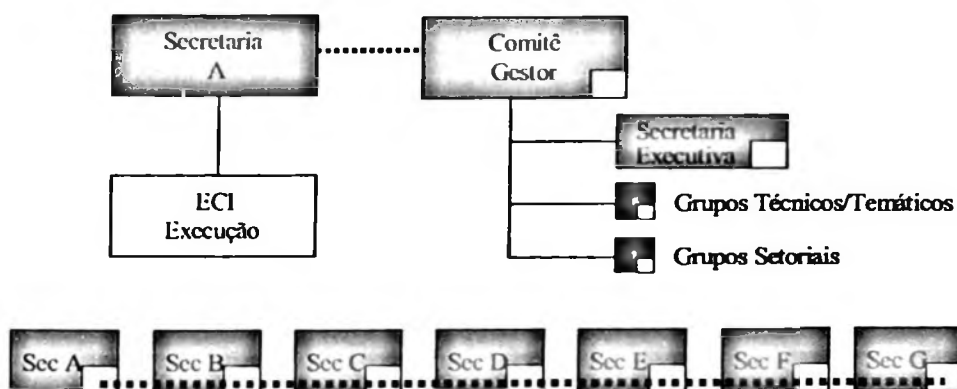 Secretaria
A
Comitê
Gestor
Secretaria
Executiva
ECI
Execução
Grupos Técnicos/Temáticos
Grupos Setoriais
Sec A
Sec B
Sec C
Sec D
Sec E
Sec F
Sec G